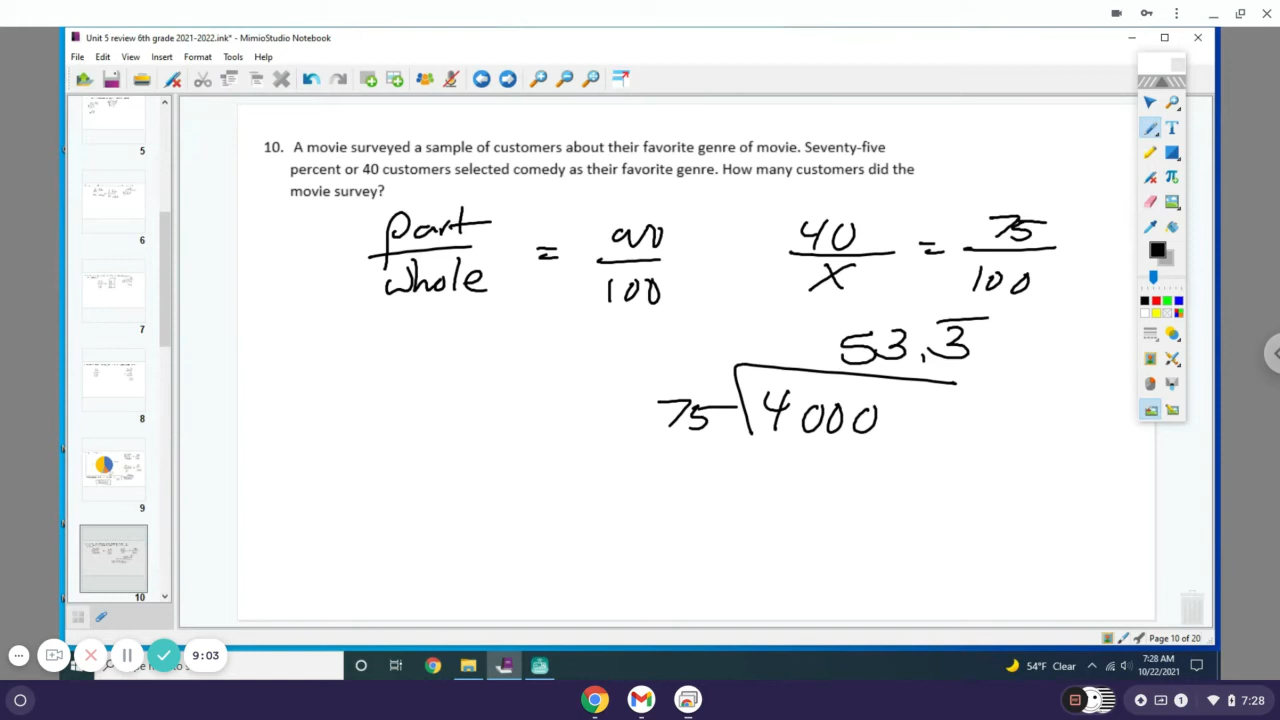 Unit 5 review 6th grade 2021-2022.ink* - MimioStudio Notebook
File Edit View Insert Format Tools Help
5
6
7
8
9
10
10. A movie surveyed a sample of customers about their favorite genre of movie. Seventy-five
percent or 40 customers selected comedy as their favorite genre. How many customers did the
movie survey?
part
whole
=
100
40
X
=
75
100
53.3
75 4000
Page 10 of 20
9:03
54°F Clear
7:28 AM
10/22/2021
1
7:28